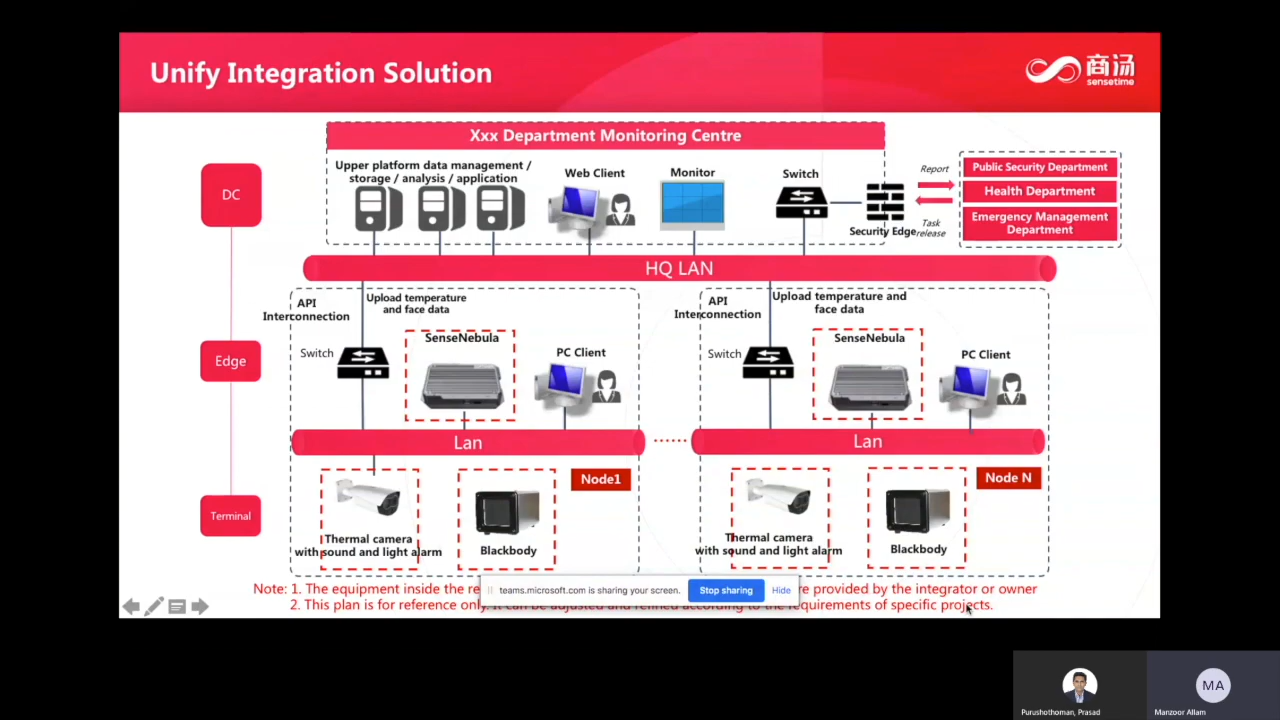 Unify Integration Solution
商汤
sensetime
Xxx Department Monitoring Centre
Upper platform data management /
storage / analysis / application
Web Client
Monitor
Switch
Security Edge
Report
Task
release
Public Security Department
Health Department
Emergency Management
Department
DC
HQ LAN
API
Interconnection
Upload temperature
and face data
Switch
SenseNebula
PC Client
API
Interconnection
Upload temperature and
face data
Switch
SenseNebula
PC Client
Edge
Lan
Lan
Node1
Thermal camera
with sound and light alarm
Blackbody
Node N
Thermal camera
with sound and light alarm
Blackbody
Terminal
Note: 1. The equipment inside the re
re provided by the integrator or owner
2. This plan is for reference only. It can be adjusted and refined according to the requirements of specific projects.
teams.microsoft.com is sharing your screen.
Stop sharing
Hide
MA
Purushothoman, Prasad
Manzoor Allam